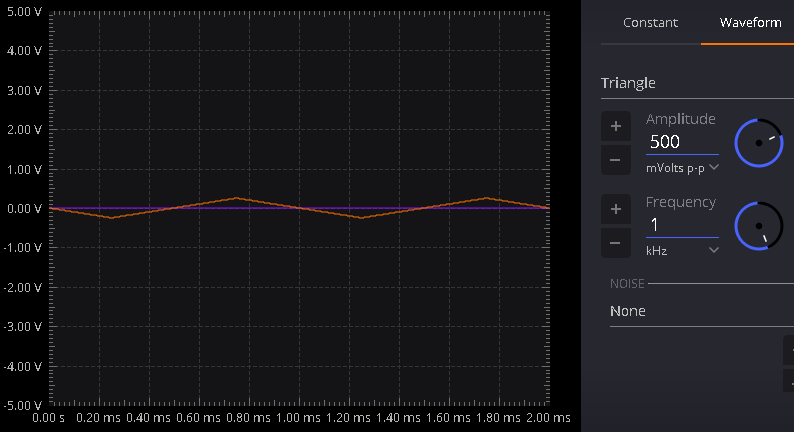 5.00 V
4.00 V
3.00 V
2.00 V
1.00 V
0.00 V
-1.00 V
-2.00 V
-3.00 V
-4.00 V
-5.00 V
0.00 s 0.20 ms 0.40 ms 0.60 ms 0.80 ms 1.00 ms 1.20 ms 1.40 ms 1.60 ms 1.80 ms 2.00 ms
Constant Waveform
Triangle
+ Amplitude
500
- mVolts p-p
+ Frequency
1
- kHz
NOISE
None